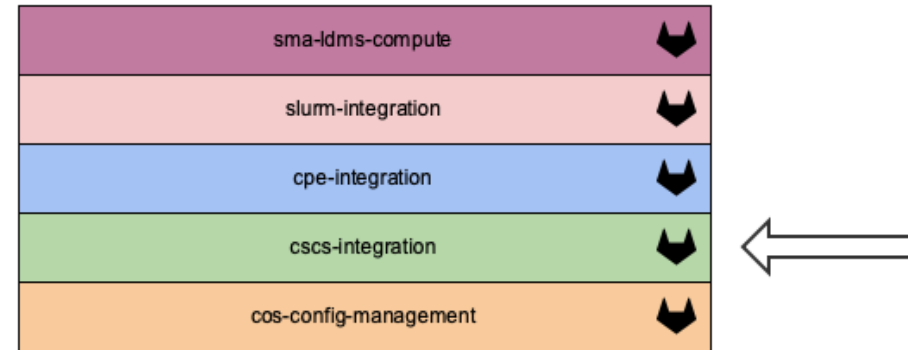 sma-ldms-compute
slurm-integration
cpe-integration
cscs-integration
cos-config-management